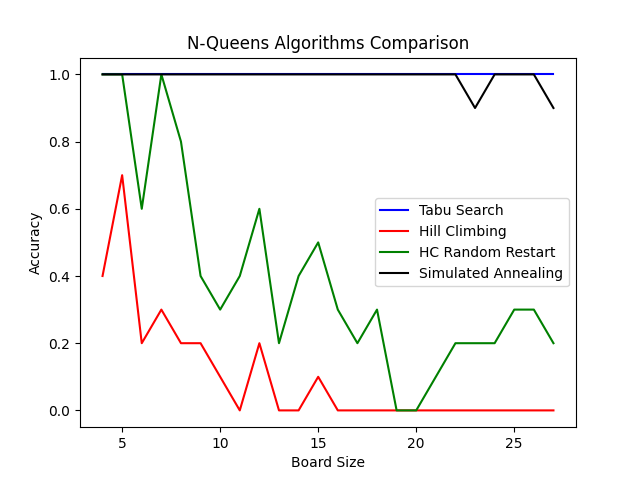 N-Queens Algorithms Comparison
1.0
0.8
0.6
0.4
0.2
0.0
Accuracy
Tabu Search
Hill Climbing
HC Random Restart
Simulated Annealing
5 10 15 20 25
Board Size